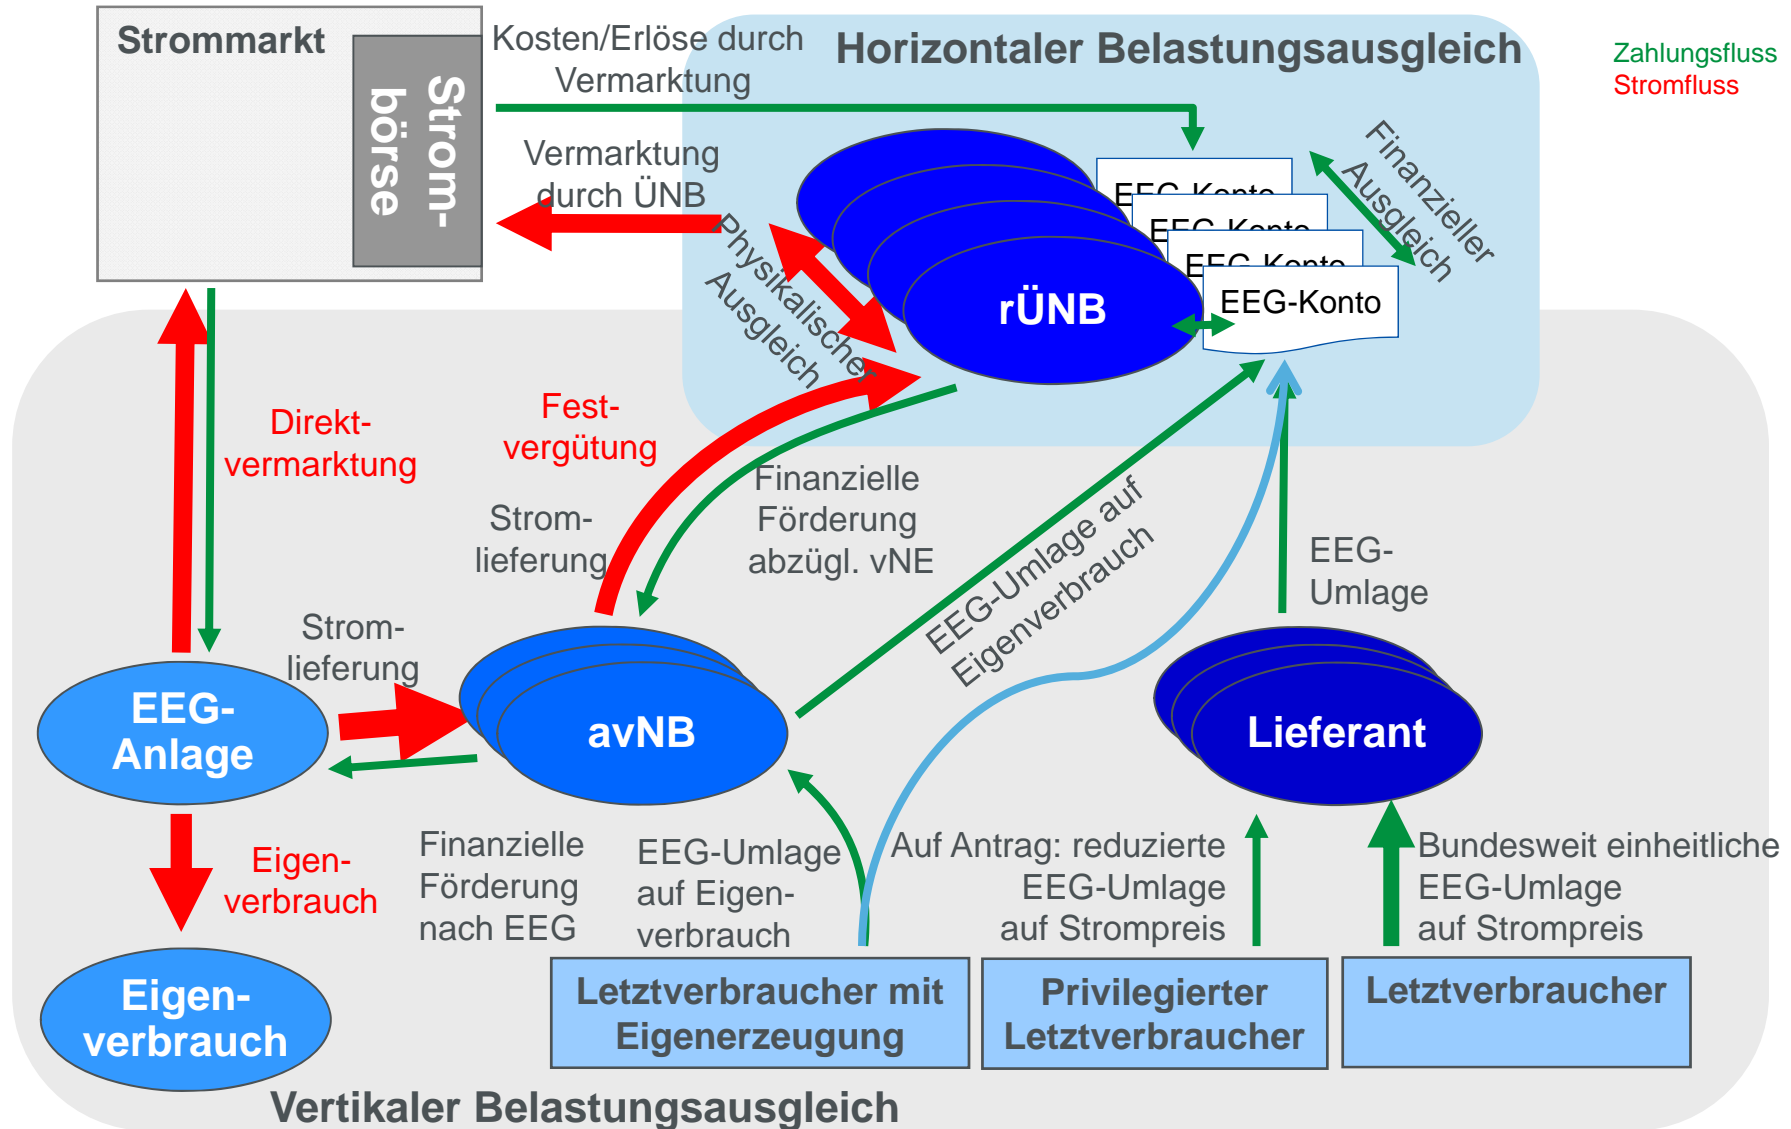 Strommarkt
Strom-
börse
Kosten/Erlöse durch
Vermarktung
Horizontaler Belastungsausgleich
Zahlungsfluss
Stromfluss
Vermarktung
durch ÜNB
Physikalischer
Ausgleich
Finanzieller
Ausgleich
EEG-Konto
EEG-Konto
EEG-Konto
EEG-Konto
rÜNB
Direkt-
vermarktung
Fest-
vergütung
Strom-
lieferung
Finanzielle
Förderung
abzügl. vNE
EEG-Umlage auf
Eigenverbrauch
EEG-
Umlage
Strom-
lieferung
EEG-
Anlage
avNB
Lieferant
Eigen-
verbrauch
Finanzielle
Förderung
nach EEG
EEG-Umlage
auf Eigen-
verbrauch
Auf Antrag: reduzierte
EEG-Umlage
auf Strompreis
Bundesweit einheitliche
EEG-Umlage
auf Strompreis
Eigen-
verbrauch
Letztverbraucher mit
Eigenerzeugung
Privilegierter
Letztverbraucher
Letztverbraucher
Vertikaler Belastungsausgleich